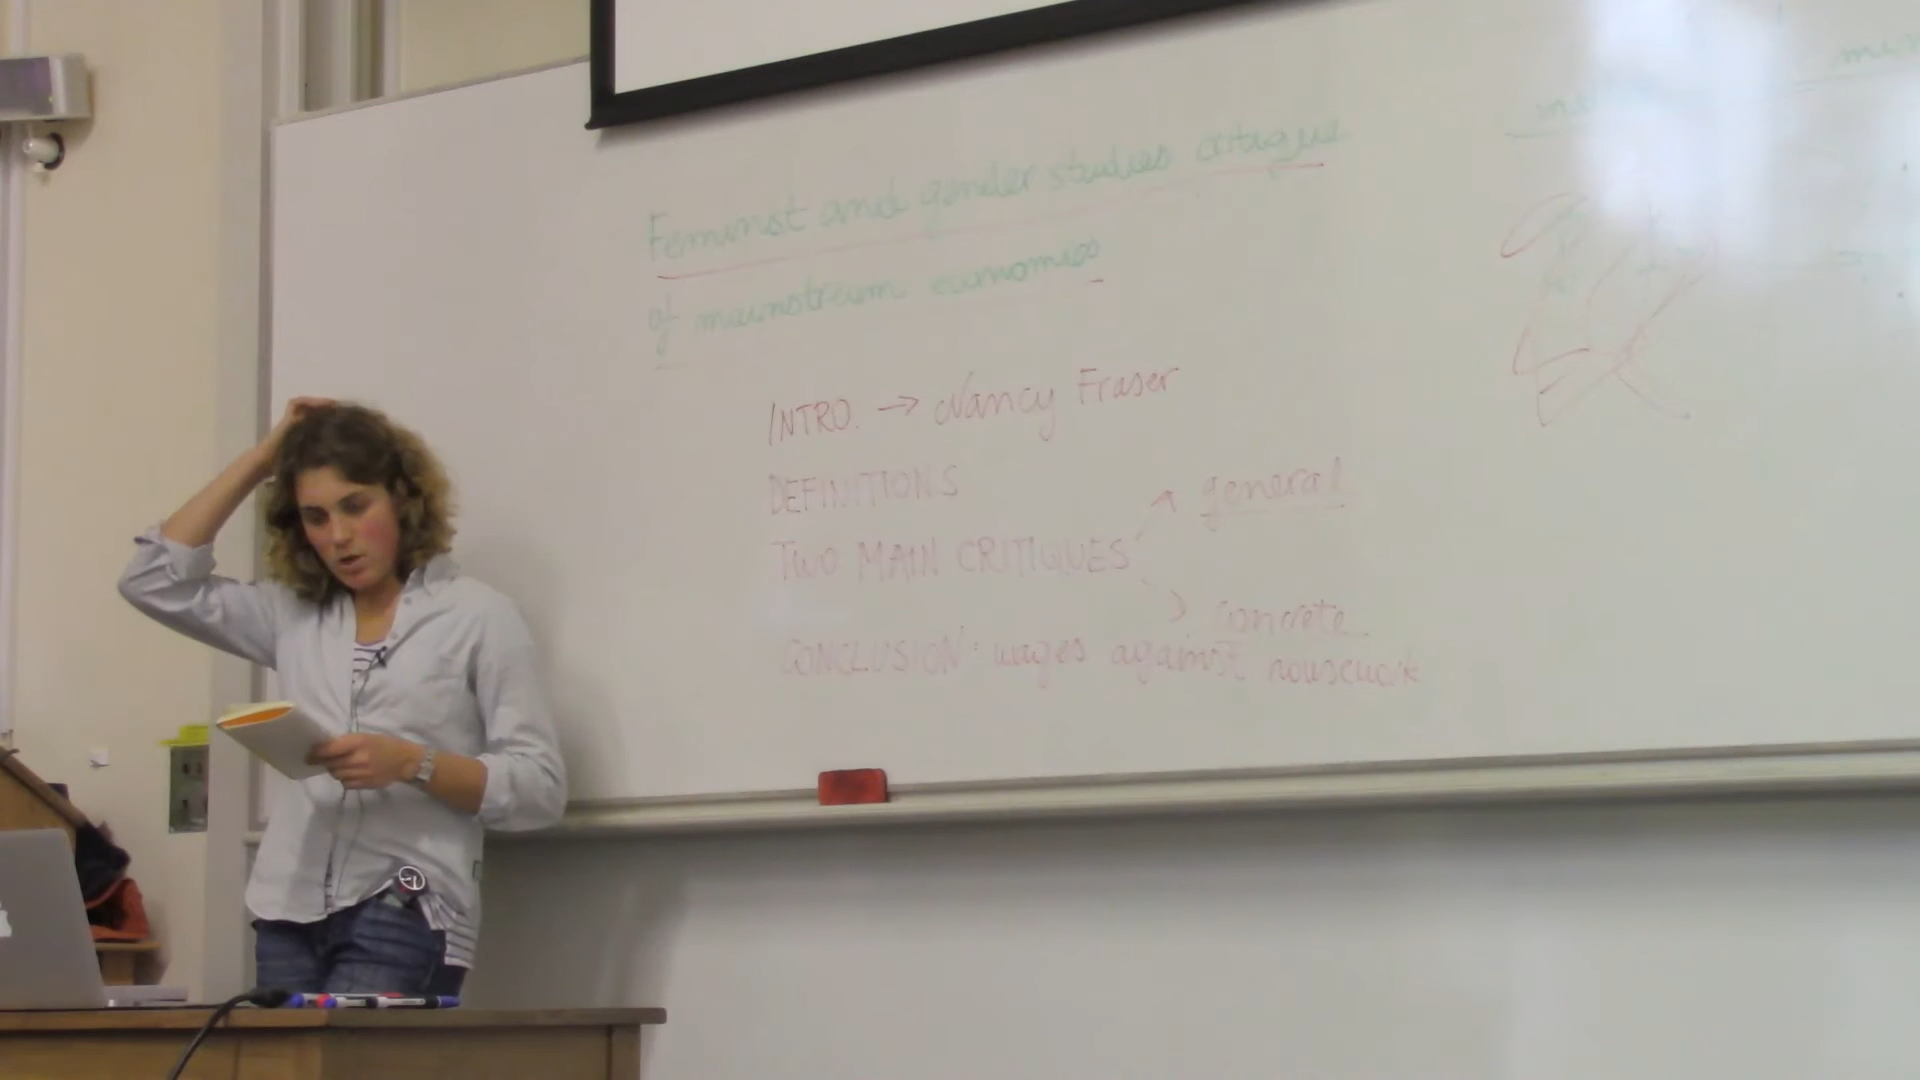 Feminist and gender studies critique
of mainstream economics
INTRO. → Nancy Fraser
DEFINITIONS
general
TWO MAIN CRITIQUES
concrete
CONCLUSION: wages against housework